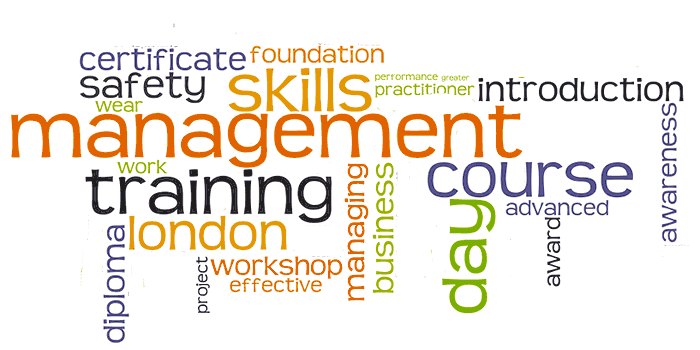 certificate
foundation
safety
skills
performance
greater
practitioner
introduction
wear
management
awareness
work
training
managing
business
course
advanced
london
day
award
diploma
project
workshop
effective